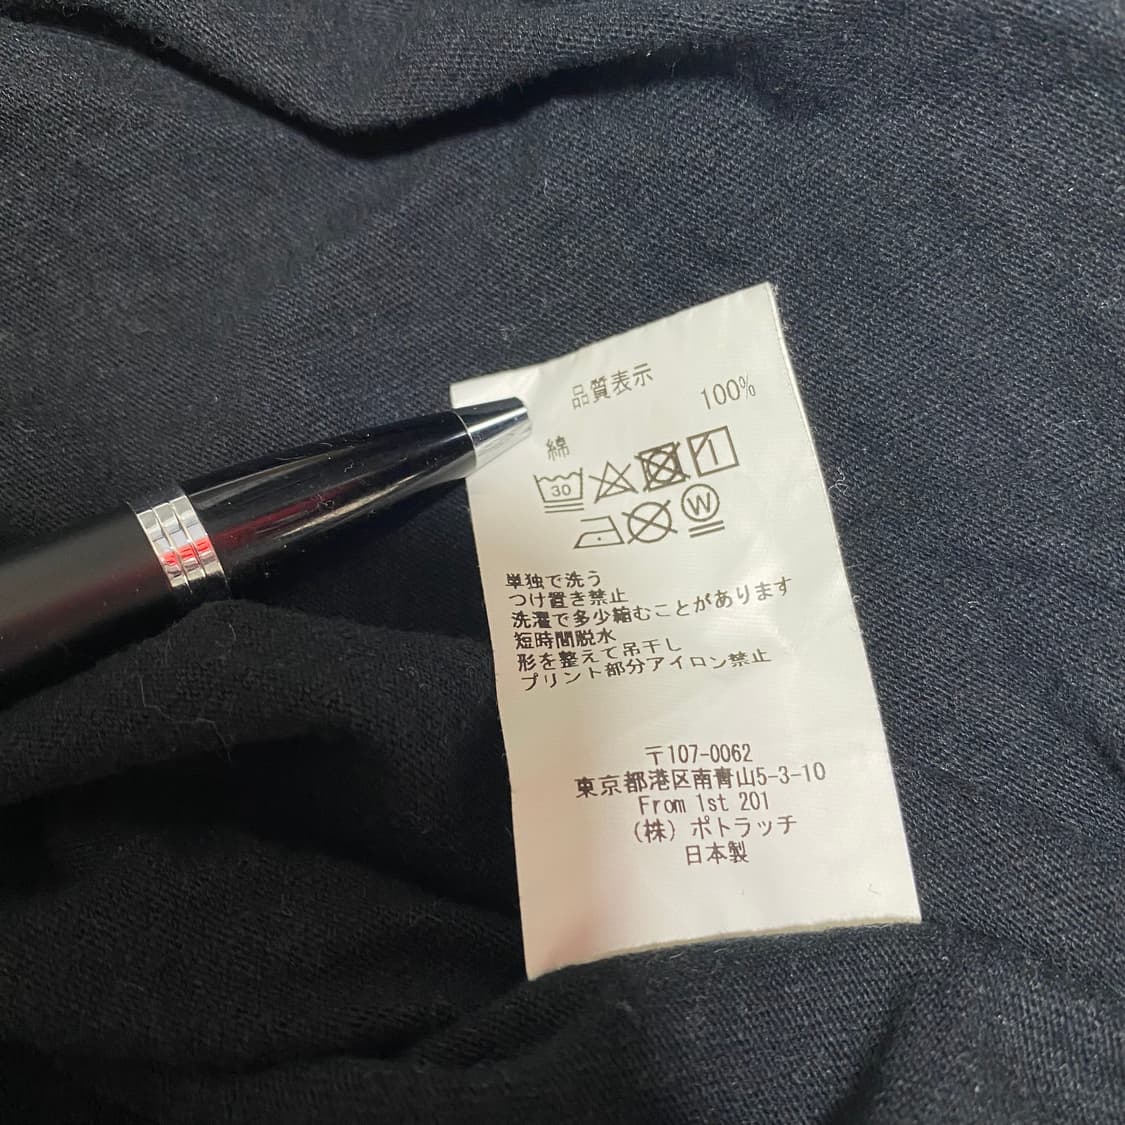 品質表示
綿 100%
30
W
単独で洗う
つけ置き禁止
洗濯で多少縮むことがあります
短時間脱水
形を整えて吊干し
プリント部分アイロン禁止
〒107-0062
東京都港区南青山5-3-10
From 1st 201
(株) ポトラッチ
日本製